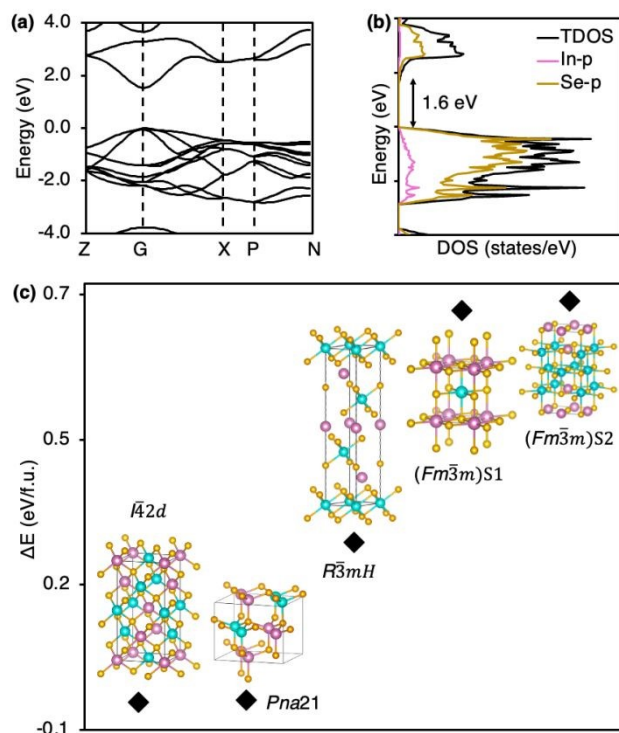 (a)
4.0
2.0
0.0
-2.0
-4.0
Energy (eV)
Z G X P N
(b)
TDOS
In-p
Se-p
1.6 eV
Energy (eV)
DOS (states/eV)
(c)
0.7
0.5
0.2
-0.1
ΔE (eV/f.u.)
I4̅2d
Pna21
R3̅mH
(Fm3̅m)S1
(Fm3̅m)S2